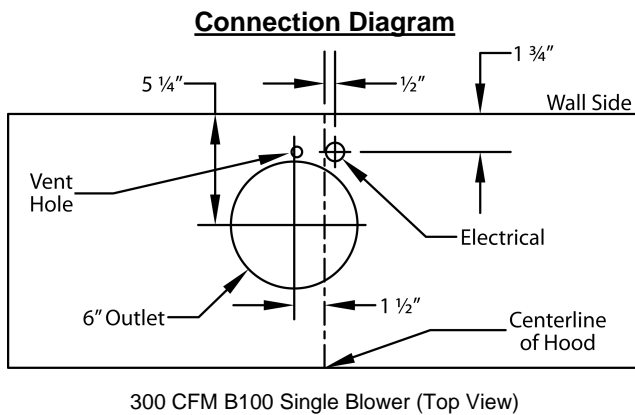 Connection Diagram
1 ¾"
5 ¼"
½"
Wall Side
Vent
Hole
Electrical
6" Outlet
1 ½"
Centerline
of Hood
300 CFM B100 Single Blower (Top View)